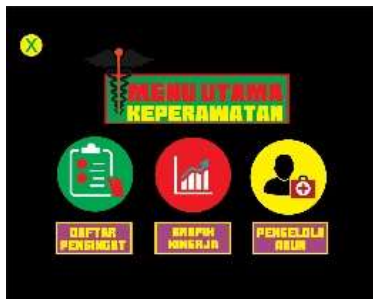 X
MENU UTAMA
KEPERAWATAN
DAFTAR
PENGINGAT
GRAFIK
KINERJA
PENGELOLA
AKUN